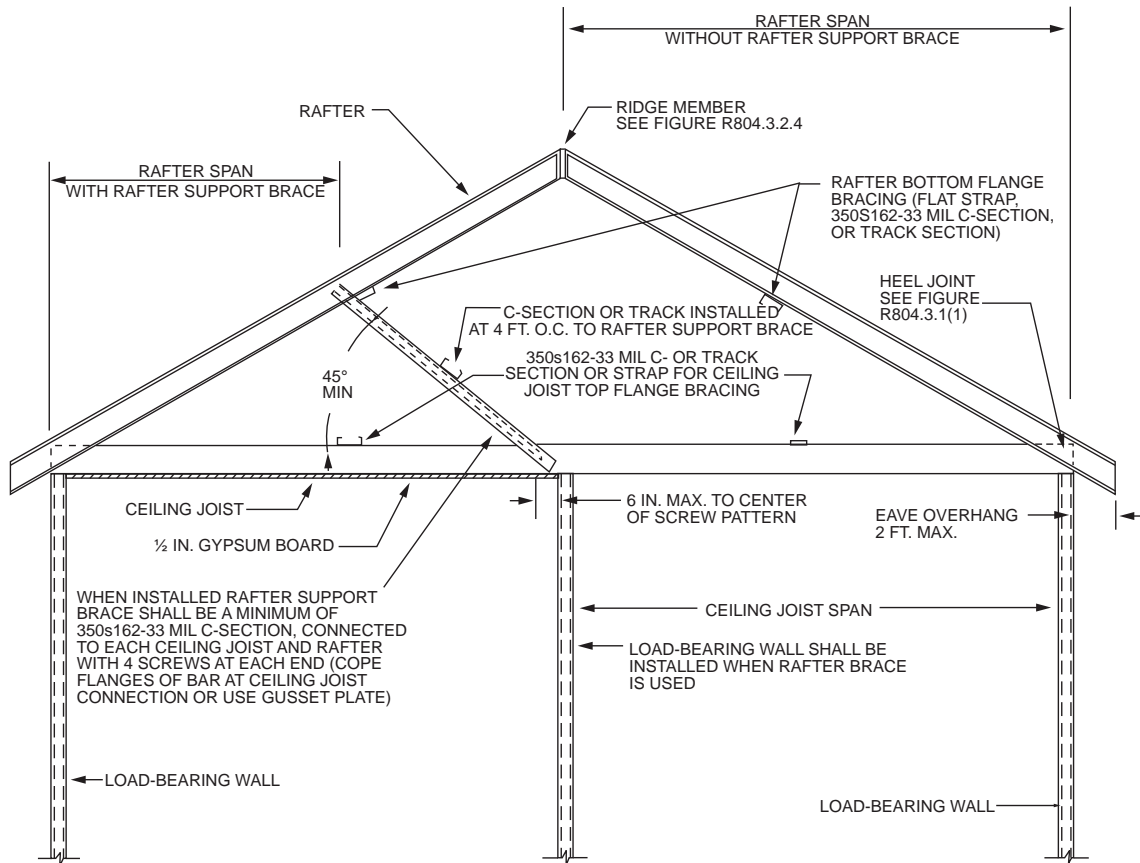 RAFTER SPAN
WITHOUT RAFTER SUPPORT BRACE
RAFTER
RIDGE MEMBER
SEE FIGURE R804.3.2.4
RAFTER SPAN
WITH RAFTER SUPPORT BRACE
RAFTER BOTTOM FLANGE
BRACING (FLAT STRAP,
350S162-33 MIL C-SECTION,
OR TRACK SECTION)
HEEL JOINT
SEE FIGURE
R804.3.1(1)
C-SECTION OR TRACK INSTALLED
AT 4 FT. O.C. TO RAFTER SUPPORT BRACE
350s162-33 MIL C- OR TRACK
SECTION OR STRAP FOR CEILING
JOIST TOP FLANGE BRACING
45°
MIN
CEILING JOIST
½ IN. GYPSUM BOARD
6 IN. MAX. TO CENTER
OF SCREW PATTERN
EAVE OVERHANG
2 FT. MAX.
WHEN INSTALLED RAFTER SUPPORT
BRACE SHALL BE A MINIMUM OF
350s162-33 MIL C-SECTION, CONNECTED
TO EACH CEILING JOIST AND RAFTER
WITH 4 SCREWS AT EACH END (COPE
FLANGES OF BAR AT CEILING JOIST
CONNECTION OR USE GUSSET PLATE)
CEILING JOIST SPAN
LOAD-BEARING WALL SHALL BE
INSTALLED WHEN RAFTER BRACE
IS USED
LOAD-BEARING WALL
LOAD-BEARING WALL